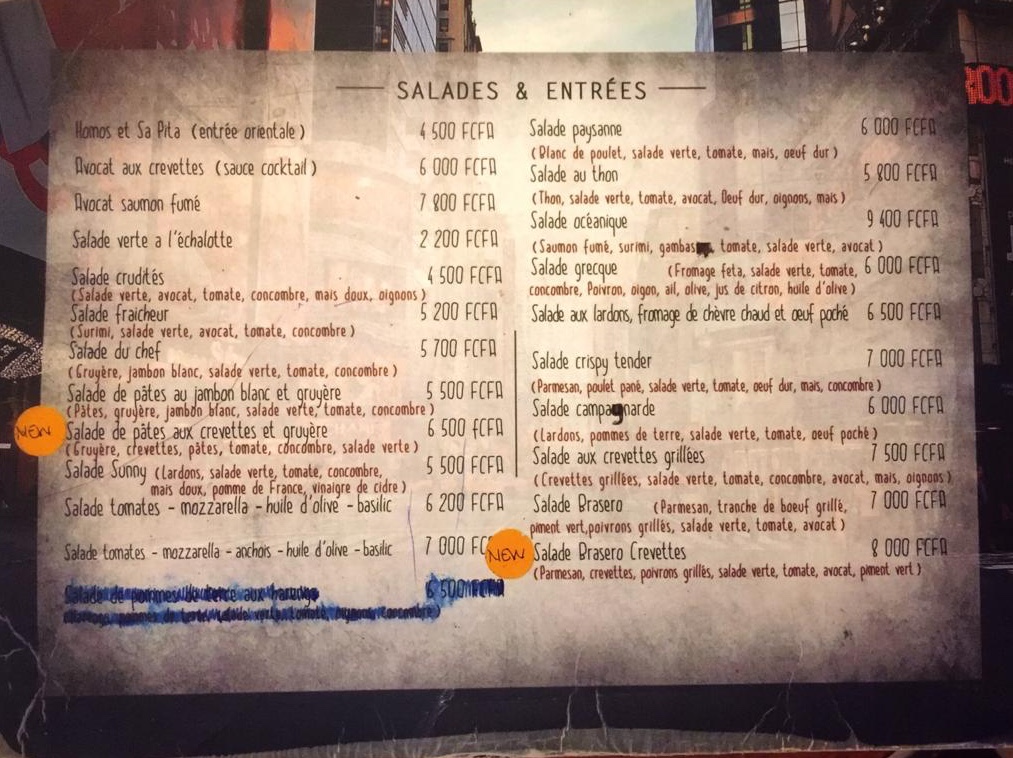 SALADES & ENTRÉES
Homos et Sa Pita (entrée orientale) 4 500 FCFA
Avocat aux crevettes (sauce cocktail) 6 000 FCFA
Avocat saumon fumé 7 800 FCFA
Salade verte a l'échalotte 2 200 FCFA
Salade crudités 4 500 FCFA
(Salade verte, avocat, tomate, concombre, mais doux, oignons)
Salade fraicheur 5 200 FCFA
(Surimi, salade verte, avocat, tomate, concombre)
Salade du chef 5 700 FCFA
(Gruyère, jambon blanc, salade verte, tomate, concombre)
Salade de pâtes au jambon blanc et gruyère 5 500 FCFA
(Pâtes, gruyère, jambon blanc, salade verte, tomate, concombre)
NEW Salade de pâtes aux crevettes et gruyère 6 500 FCFA
(Gruyère, crevettes, pâtes, tomate, concombre, salade verte)
Salade Sunny (Lardons, salade verte, tomate, concombre, 5 500 FCFA
mais doux, pomme de France, vinaigre de cidre)
Salade tomates - mozzarella - huile d'olive - basilic 6 200 FCFA
Salade tomates - mozzarella - anchois - huile d'olive - basilic 7 000 FC
Salade de pommes de terre aux 6 500 FCFA
Salade paysanne 6 000 FCFA
(Blanc de poulet, salade verte, tomate, mais, oeuf dur)
Salade au thon 5 800 FCFA
(Thon, salade verte, tomate, avocat, Oeuf dur, oignons, mais)
Salade océanique 9 400 FCFA
(Saumon fumé, surimi, gambas , tomate, salade verte, avocat)
Salade grecque (Fromage feta, salade verte, tomate, 6 000 FCFA
concombre, Poivron, oigon, ail, olive, jus de citron, huile d'olive)
Salade aux lardons, fromage de chèvre chaud et oeuf poché 6 500 FCFA
Salade crispy tender 7 000 FCFA
(Parmesan, poulet pané, salade verte, tomate, oeuf dur, mais, concombre)
Salade campagnarde 6 000 FCFA
(Lardons, pommes de terre, salade verte, tomate, oeuf poché)
Salade aux crevettes grillées 7 500 FCFA
(Crevettes grillées, salade verte, tomate, concombre, avocat, mais, oignons)
Salade Brasero (Parmesan, tranche de boeuf grillé, 7 000 FCFA
piment vert,poivrons grillés, salade verte, tomate, avocat)
NEW Salade Brasero Crevettes 8 000 FCFA
(Parmesan, crevettes, poivrons grillés, salade verte, tomate, avocat, piment vert)